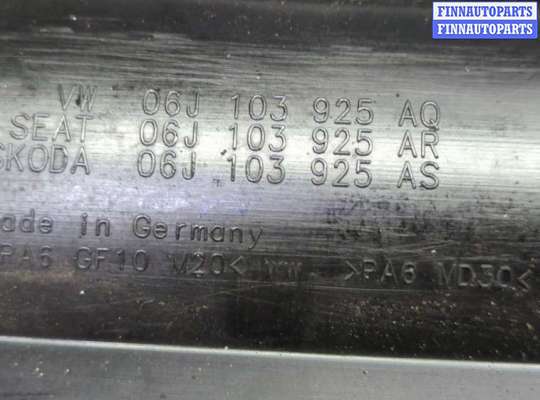 FINNAUTOPARTS
FINNAUTOPARTS
VW 06J 103 925 AQ
SEAT 06J 103 925 AR
SKODA 06J 103 925 AS
ade in Germany
PA6 GF10 M20< >PA6 MD30<